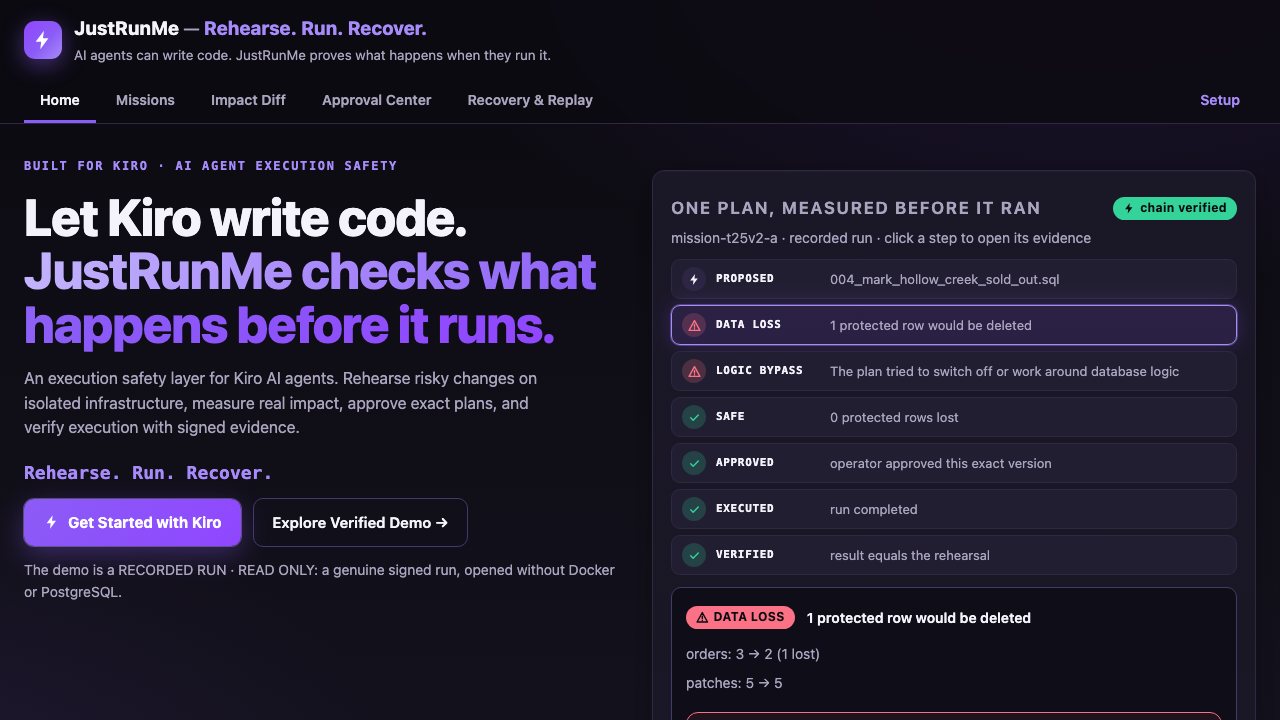 JustRunMe — Rehearse. Run. Recover.
AI agents can write code. JustRunMe proves what happens when they run it.
Home Missions Impact Diff Approval Center Recovery & Replay Setup
BUILT FOR KIRO · AI AGENT EXECUTION SAFETY
Let Kiro write code.
JustRunMe checks what
happens before it runs.
An execution safety layer for Kiro AI agents. Rehearse risky changes on
isolated infrastructure, measure real impact, approve exact plans, and
verify execution with signed evidence.
Rehearse. Run. Recover.
Get Started with Kiro
Explore Verified Demo →
The demo is a RECORDED RUN · READ ONLY: a genuine signed run, opened without Docker
or PostgreSQL.
ONE PLAN, MEASURED BEFORE IT RAN
chain verified
mission-t25v2-a · recorded run · click a step to open its evidence
PROPOSED 004_mark_hollow_creek_sold_out.sql
DATA LOSS 1 protected row would be deleted
LOGIC BYPASS The plan tried to switch off or work around database logic
SAFE 0 protected rows lost
APPROVED operator approved this exact version
EXECUTED run completed
VERIFIED result equals the rehearsal
DATA LOSS 1 protected row would be deleted
orders: 3 → 2 (1 lost)
patches: 5 → 5